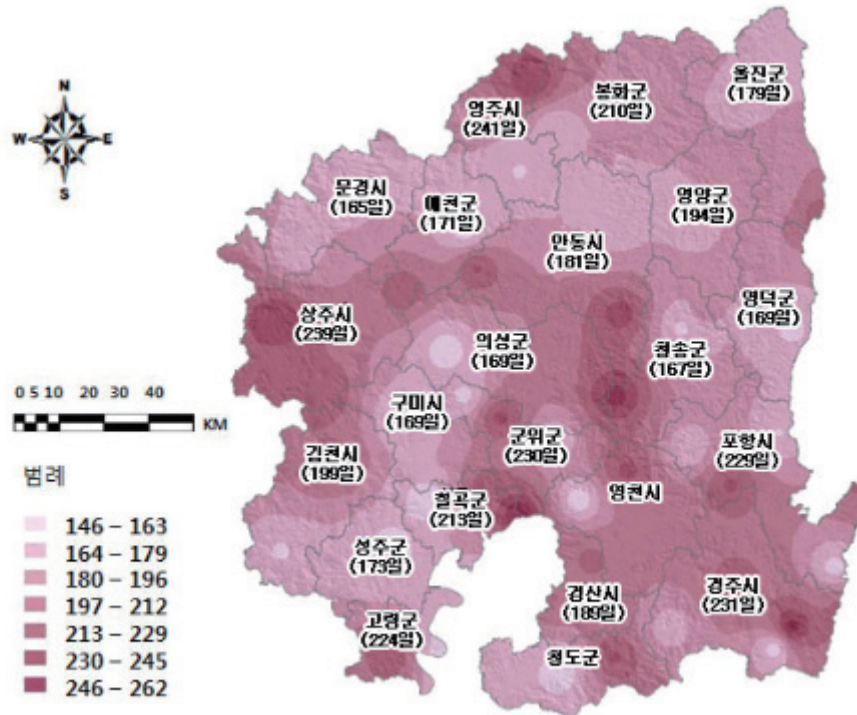 N
W E
S
울진군
(179일)
봉화군
(210일)
영주시
(241일)
문경시
(165일)
예천군
(171일)
영양군
(194일)
안동시
(181일)
영덕군
(169일)
상주시
(239일)
의성군
(169일)
청송군
(167일)
0 5 10 20 30 40
KM
구미시
(169일)
군위군
(230일)
포항시
(229일)
김천시
(199일)
영천시
칠곡군
(213일)
성주군
(173일)
경산시
(189일)
경주시
(231일)
고령군
(224일)
청도군
범례
146 – 163
164 – 179
180 – 196
197 – 212
213 – 229
230 – 245
246 – 262